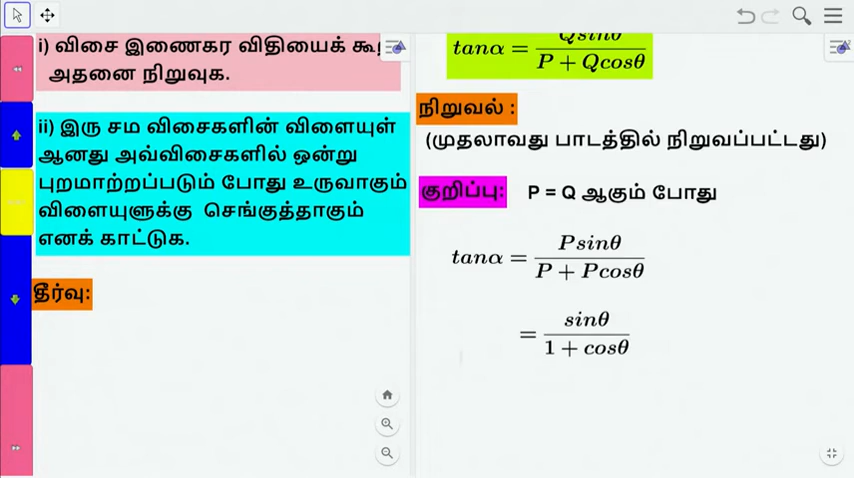 i) விசை இணைகர விதியைக் கூ
அதனை நிறுவுக.
ii) இரு சம விசைகளின் விளையுள்
ஆனது அவ்விசைகளில் ஒன்று
புறமாற்றப்படும் போது உருவாகும்
விளையுளுக்கு செங்குத்தாகும்
எனக் காட்டுக.
தீர்வு:
tanα = Qsinθ / P + Qcosθ
நிறுவல் :
(முதலாவது பாடத்தில் நிறுவப்பட்டது)
குறிப்பு: P = Q ஆகும் போது
tanα = Psinθ / P + Pcosθ
= sinθ / 1 + cosθ